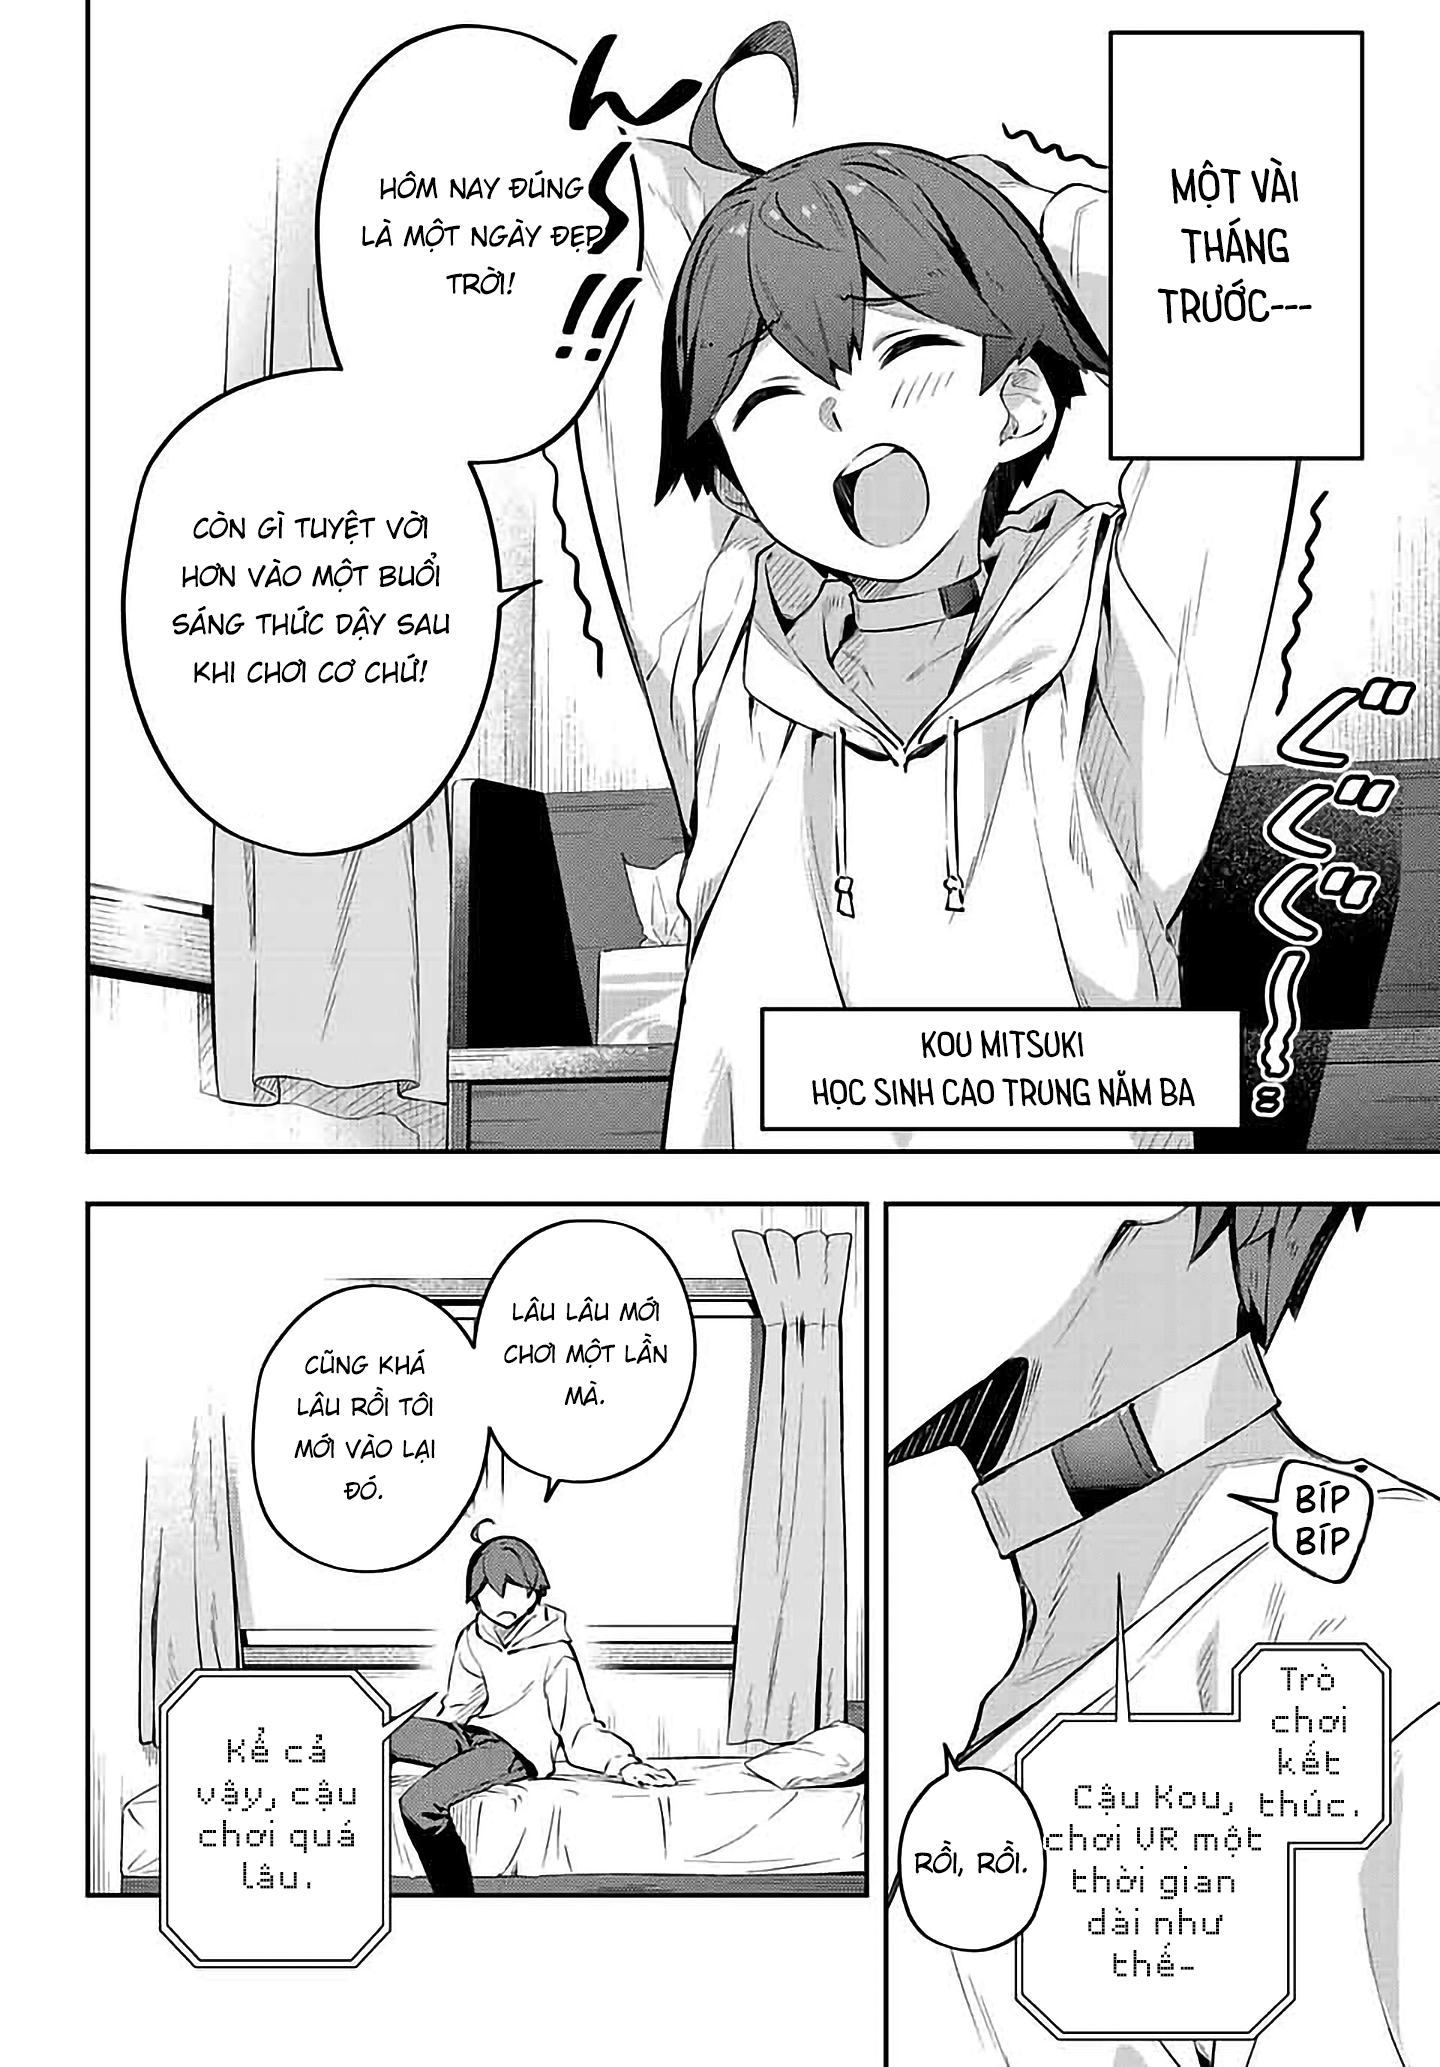 MỘT VÀI
THÁNG
TRƯỚC---
HÔM NAY ĐÚNG
LÀ MỘT NGÀY ĐẸP
TRỜI!
CÒN GÌ TUYỆT VỜI
HƠN VÀO MỘT BUỔI
SÁNG THỨC DẬY SAU
KHI CHƠI CƠ CHỨ!
KOU MITSUKI
HỌC SINH CAO TRUNG NĂM BA
BÍP
BÍP
Trò
chơi
kết
thúc.
Cậu Kou,
chơi VR một
thời gian
dài như
thế-
RỒI, RỒI.
LÂU LÂU MỚI
CHƠI MỘT LẦN
MÀ.
CŨNG KHÁ
LÂU RỒI TÔI
MỚI VÀO LẠI
ĐÓ.
Kể cả
vậy, cậu
chơi quá
lâu.